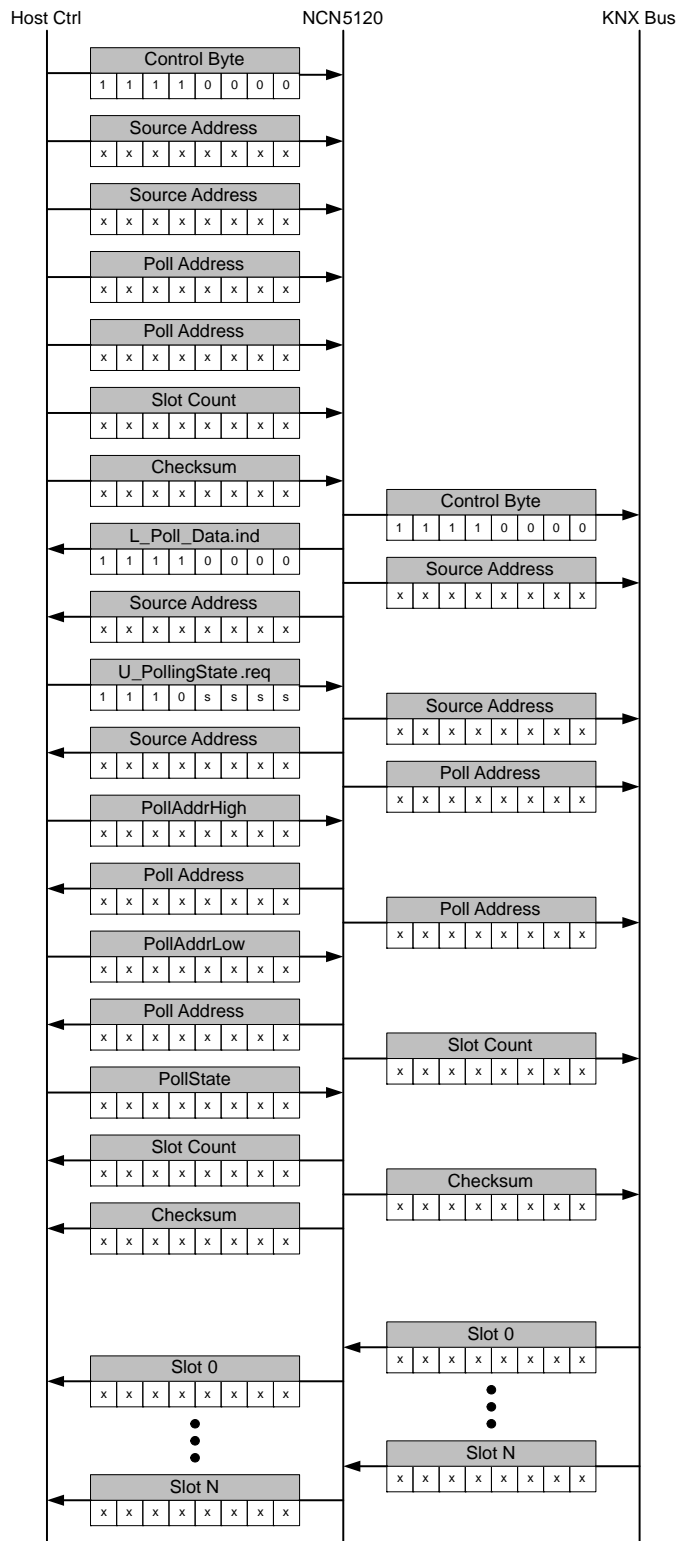 Host Ctrl NCN5120 KNX Bus
Control Byte
1 1 1 1 0 0 0 0
Source Address
x x x x x x x x
Source Address
x x x x x x x x
Poll Address
x x x x x x x x
Poll Address
x x x x x x x x
Slot Count
x x x x x x x x
Checksum
x x x x x x x x
Control Byte
1 1 1 1 0 0 0 0
L_Poll_Data.ind
1 1 1 1 0 0 0 0
Source Address
x x x x x x x x
Source Address
x x x x x x x x
U_PollingState.req
1 1 1 0 s s s s
Source Address
x x x x x x x x
Source Address
x x x x x x x x
Poll Address
x x x x x x x x
PollAddrHigh
x x x x x x x x
Poll Address
x x x x x x x x
Poll Address
x x x x x x x x
PollAddrLow
x x x x x x x x
Poll Address
x x x x x x x x
Slot Count
x x x x x x x x
PollState
x x x x x x x x
Slot Count
x x x x x x x x
Checksum
x x x x x x x x
Checksum
x x x x x x x x
Slot 0
x x x x x x x x
Slot 0
x x x x x x x x
Slot N
x x x x x x x x
Slot N
x x x x x x x x